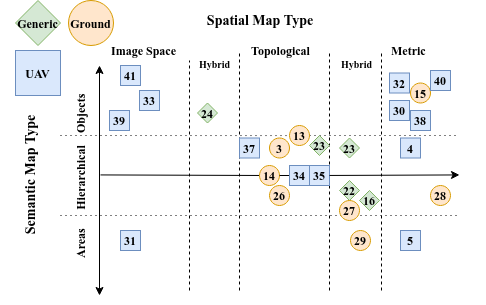 Spatial Map Type
Generic
Ground
UAV
Image Space
Hybrid
Topological
Hybrid
Metric
Semantic Map Type
Objects
Hierarchical
Areas
41
33
39
24
32
40
15
30
38
13
37
3
23
23
4
14
34
35
26
22
16
27
28
31
29
5